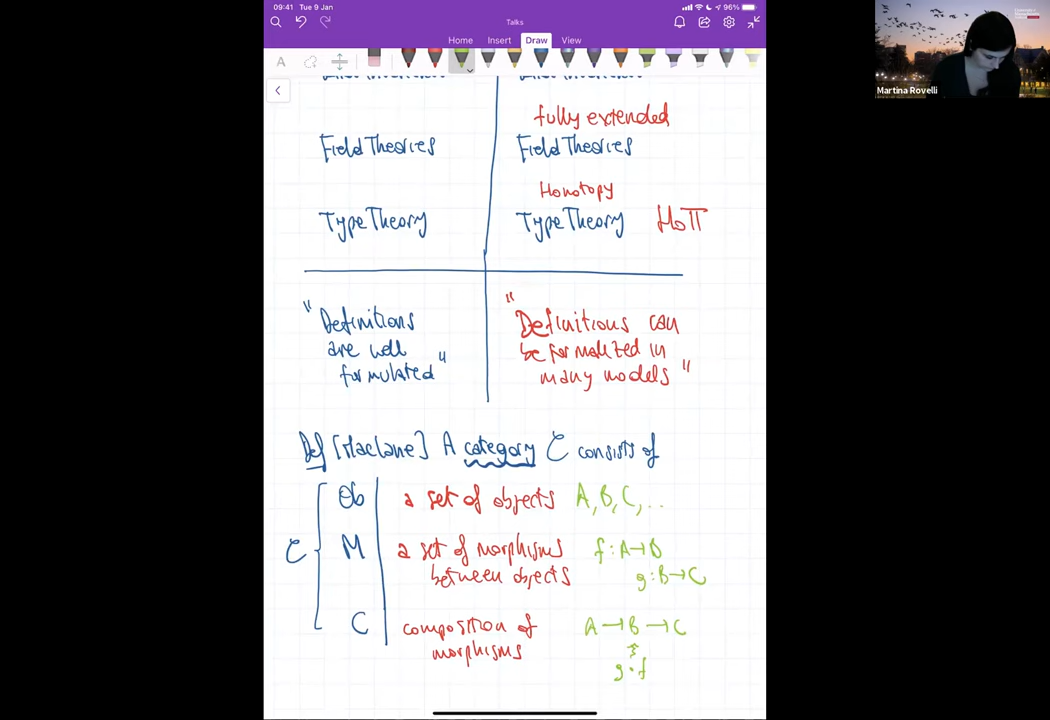 09:41 Tue 9 Jan
96%
Talks
Home Insert Draw View
Martina Rovelli
fully extended
Field Theories
Field Theories
Homotopy
Type Theory
Type Theory HoTT
"Definitions
are well
formulated"
"Definitions can
be formalized in
many models"
Def [MacLane] A category C consists of
C
Ob a set of objects A, B, C, ...
M a set of morphisms f: A→B
between objects g: B→C
C composition of A→B→C
morphisms g∘f